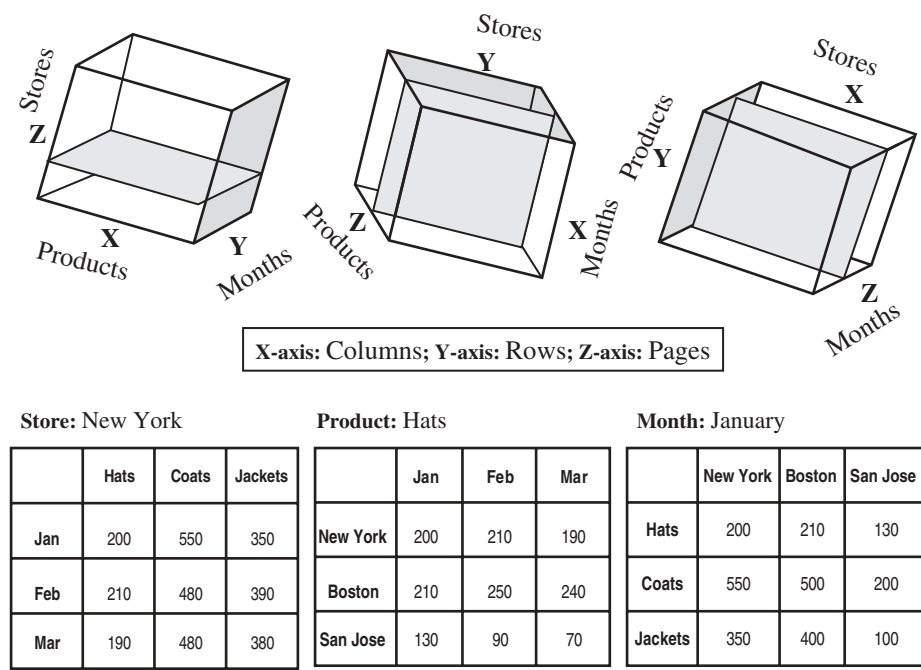 Stores
Z
X
Products
Y
Months
Stores
Y
Z
Products
X
Months
Stores
X
Products
Y
Z
Months
X-axis: Columns; Y-axis: Rows; Z-axis: Pages
Store: New York
Hats Coats Jackets
Jan 200 550 350
Feb 210 480 390
Mar 190 480 380
Product: Hats
Jan Feb Mar
New York 200 210 190
Boston 210 250 240
San Jose 130 90 70
Month: January
New York Boston San Jose
Hats 200 210 130
Coats 550 500 200
Jackets 350 400 100